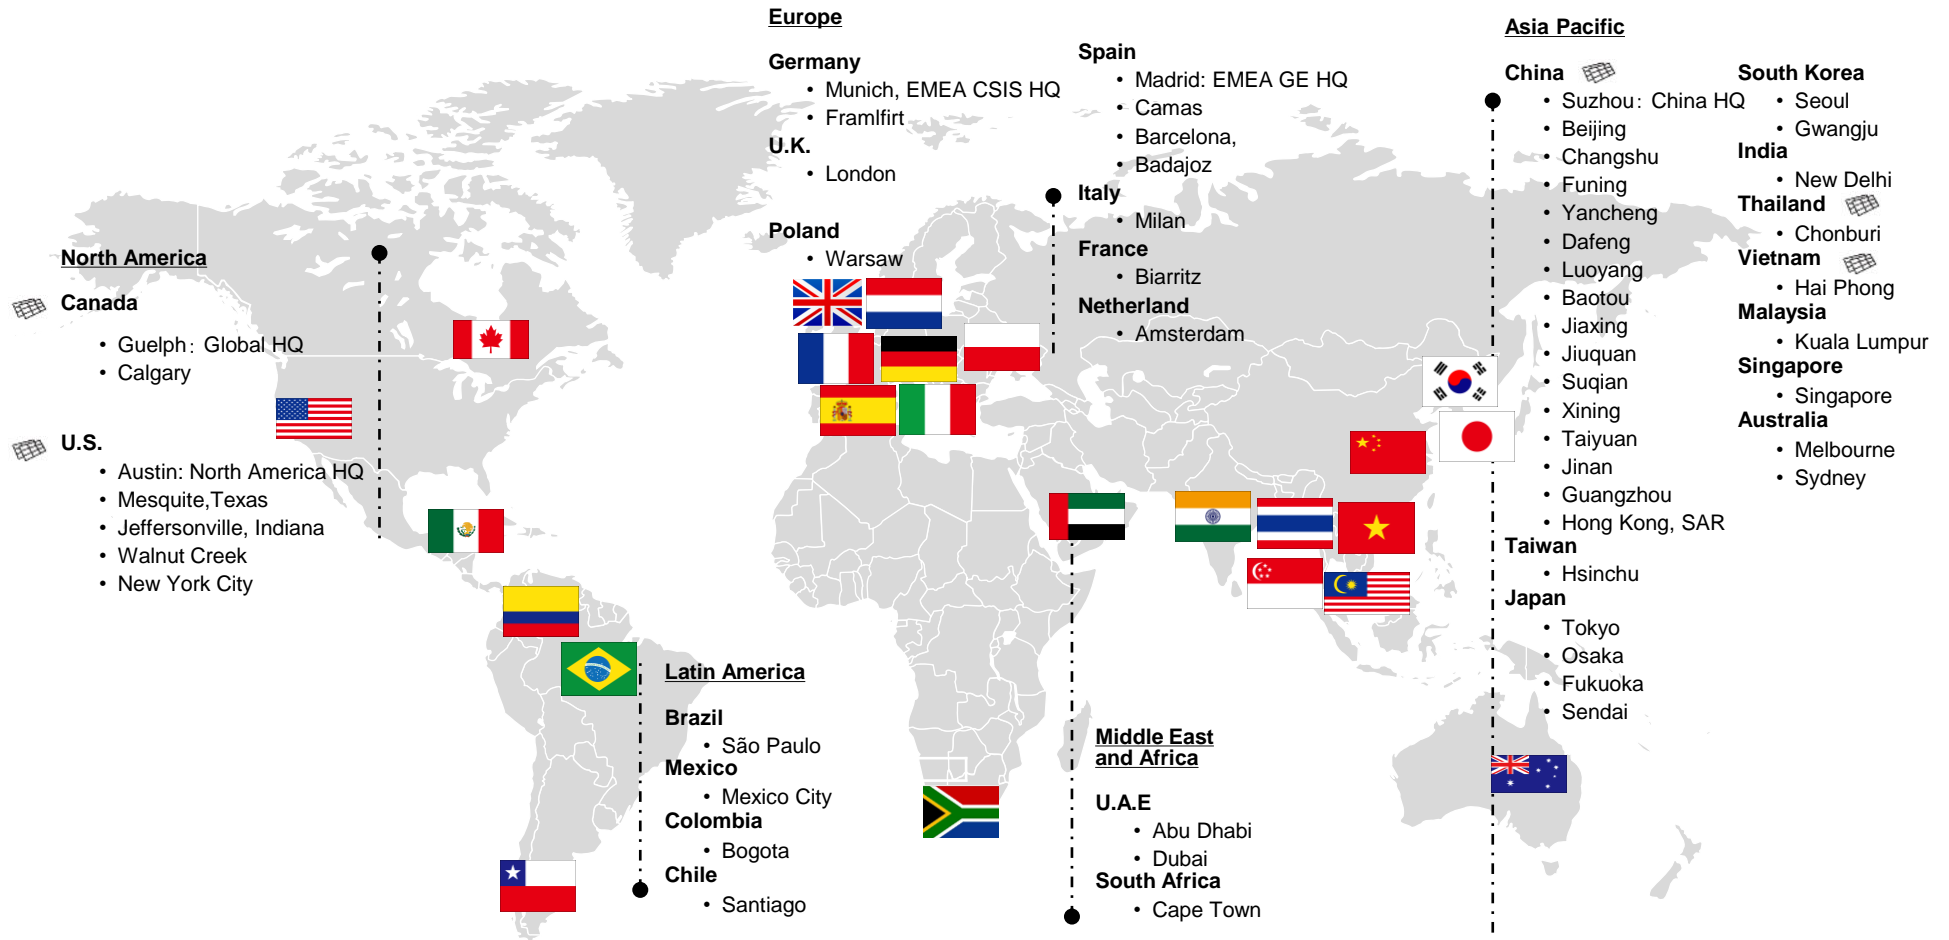 North America
Canada
• Guelph: Global HQ
• Calgary
U.S.
• Austin: North America HQ
• Mesquite,Texas
• Jeffersonville, Indiana
• Walnut Creek
• New York City
Latin America
Brazil
• São Paulo
Mexico
• Mexico City
Colombia
• Bogota
Chile
• Santiago
Europe
Germany
• Munich, EMEA CSIS HQ
• Framlfirt
U.K.
• London
Poland
• Warsaw
Spain
• Madrid: EMEA GE HQ
• Camas
• Barcelona,
• Badajoz
Italy
• Milan
France
• Biarritz
Netherland
• Amsterdam
Middle East
and Africa
U.A.E
• Abu Dhabi
• Dubai
South Africa
• Cape Town
Asia Pacific
China
• Suzhou: China HQ
• Beijing
• Changshu
• Funing
• Yancheng
• Dafeng
• Luoyang
• Baotou
• Jiaxing
• Jiuquan
• Suqian
• Xining
• Taiyuan
• Jinan
• Guangzhou
• Hong Kong, SAR
Taiwan
• Hsinchu
Japan
• Tokyo
• Osaka
• Fukuoka
• Sendai
South Korea
• Seoul
• Gwangju
India
• New Delhi
Thailand
• Chonburi
Vietnam
• Hai Phong
Malaysia
• Kuala Lumpur
Singapore
• Singapore
Australia
• Melbourne
• Sydney